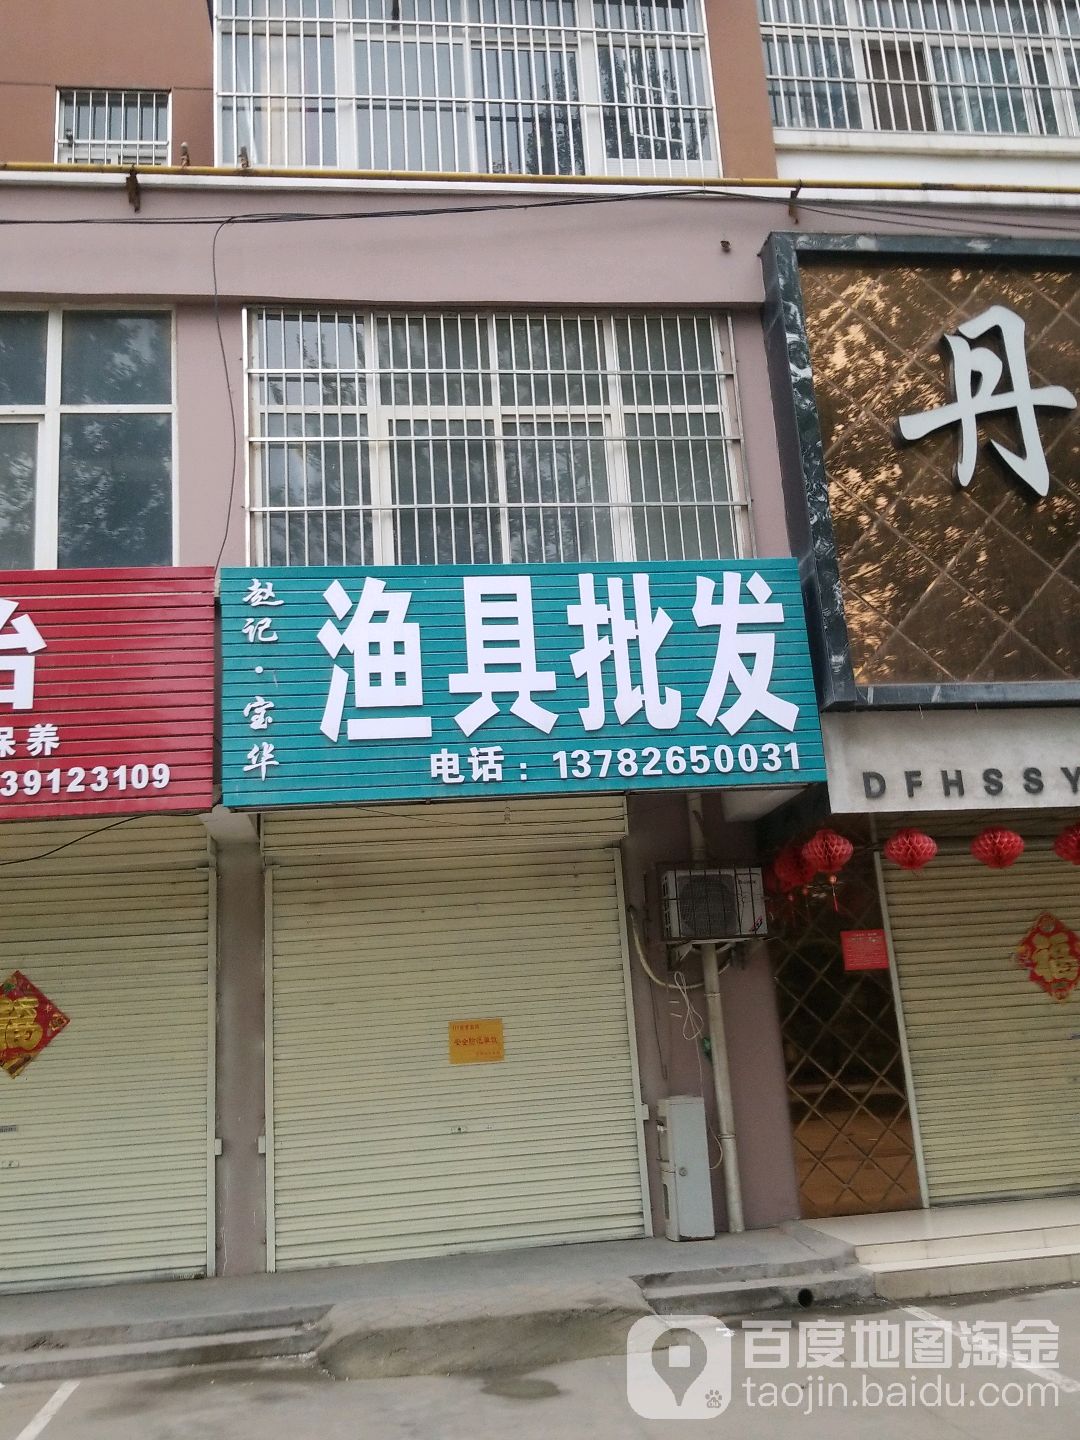 丹
赵记·宝华
渔具批发
电话：13782650031
胎
保养
39123109
DFHSSY
福
福
百度地图淘金
taojin.baidu.com